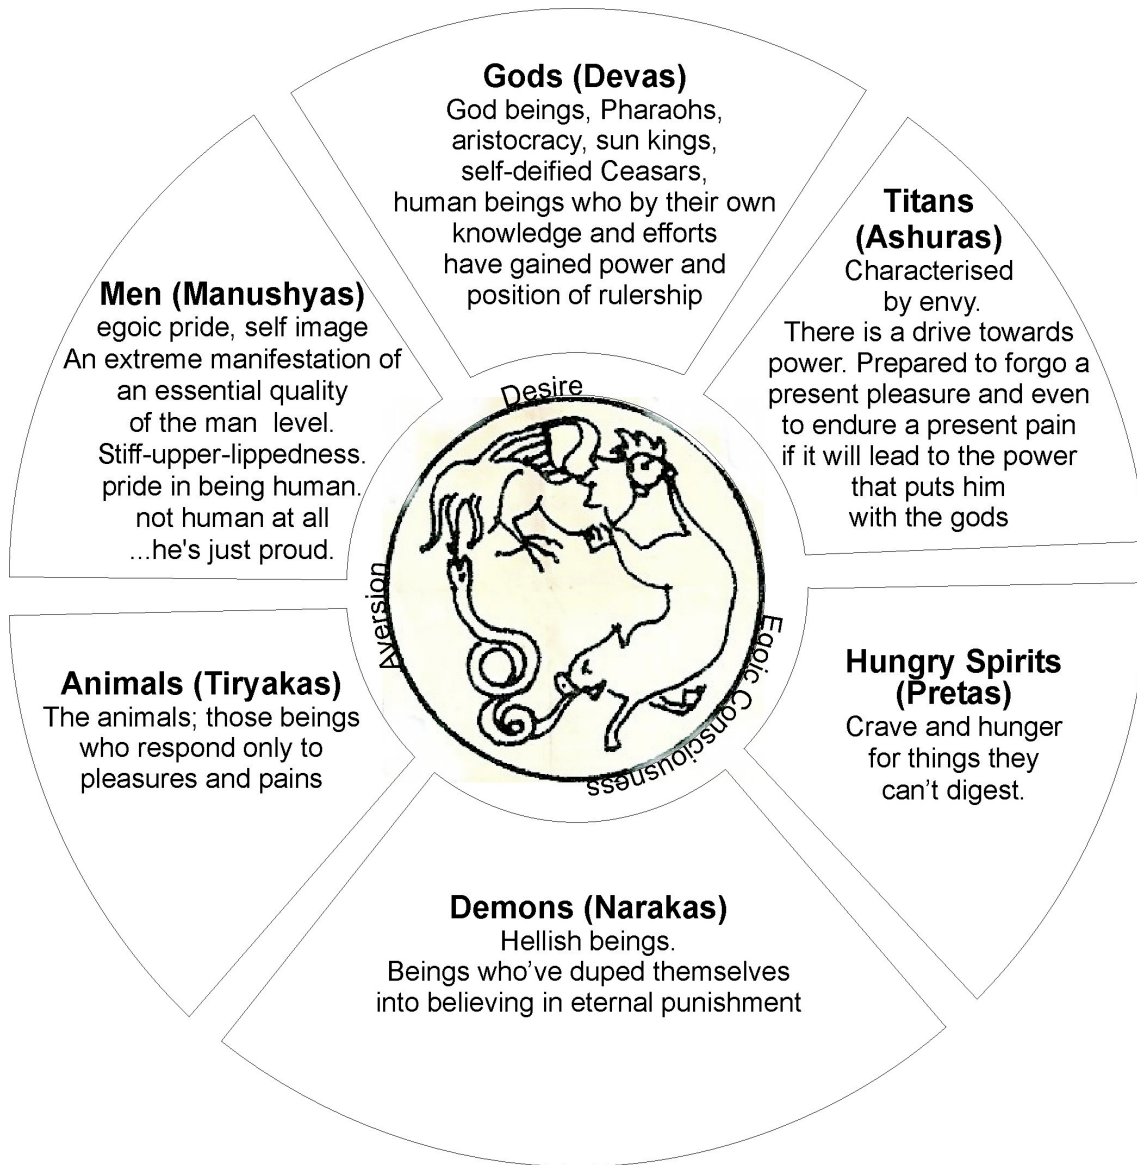 Gods (Devas)
God beings, Pharaohs,
aristocracy, sun kings,
self-deified Ceasars,
human beings who by their own
knowledge and efforts
have gained power and
position of rulership
Titans
(Ashuras)
Characterised
by envy.
There is a drive towards
power. Prepared to forgo a
present pleasure and even
to endure a present pain
if it will lead to the power
that puts him
with the gods
Hungry Spirits
(Pretas)
Crave and hunger
for things they
can't digest.
Demons (Narakas)
Hellish beings.
Beings who've duped themselves
into believing in eternal punishment
Animals (Tiryakas)
The animals; those beings
who respond only to
pleasures and pains
Men (Manushyas)
egoic pride, self image
An extreme manifestation of
an essential quality
of the man level.
Stiff-upper-lippedness.
pride in being human.
not human at all
...he's just proud.
Desire
Egoic Consciousness
Aversion